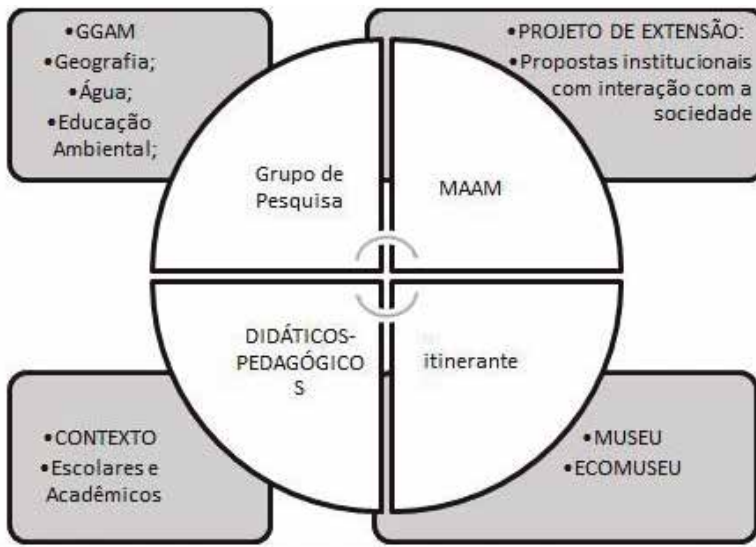 •GGAM
•Geografia;
•Água;
•Educação
Ambiental;
•PROJETO DE EXTENSÃO:
•Propostas institucionais
com interação com a
sociedade
Grupo de
Pesquisa
MAAM
DIDÁTICOS-
PEDAGÓGICO
S
itinerante
•CONTEXTO
•Escolares e
Acadêmicos
•MUSEU
•ECOMUSEU